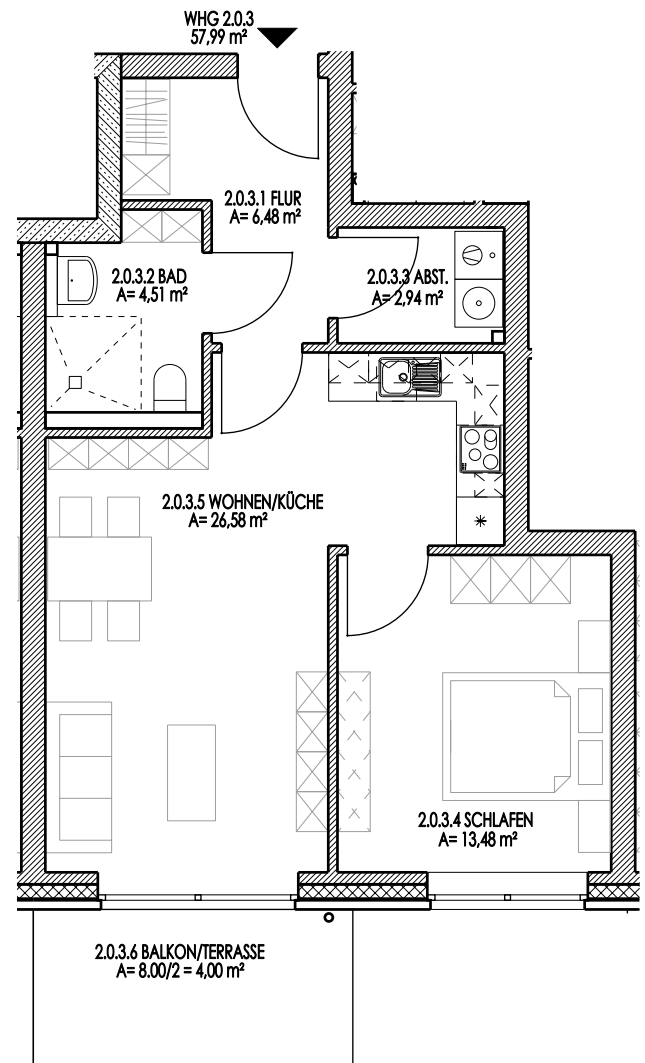 WHG 2.0.3
57,99 m²
2.0.3.1 FLUR
A= 6,48 m²
2.0.3.2 BAD
A= 4,51 m²
2.0.3.3 ABST.
A= 2,94 m²
2.0.3.5 WOHNEN/KÜCHE
A= 26,58 m²
2.0.3.4 SCHLAFEN
A= 13,48 m²
2.0.3.6 BALKON/TERRASSE
A= 8.00/2 = 4,00 m²